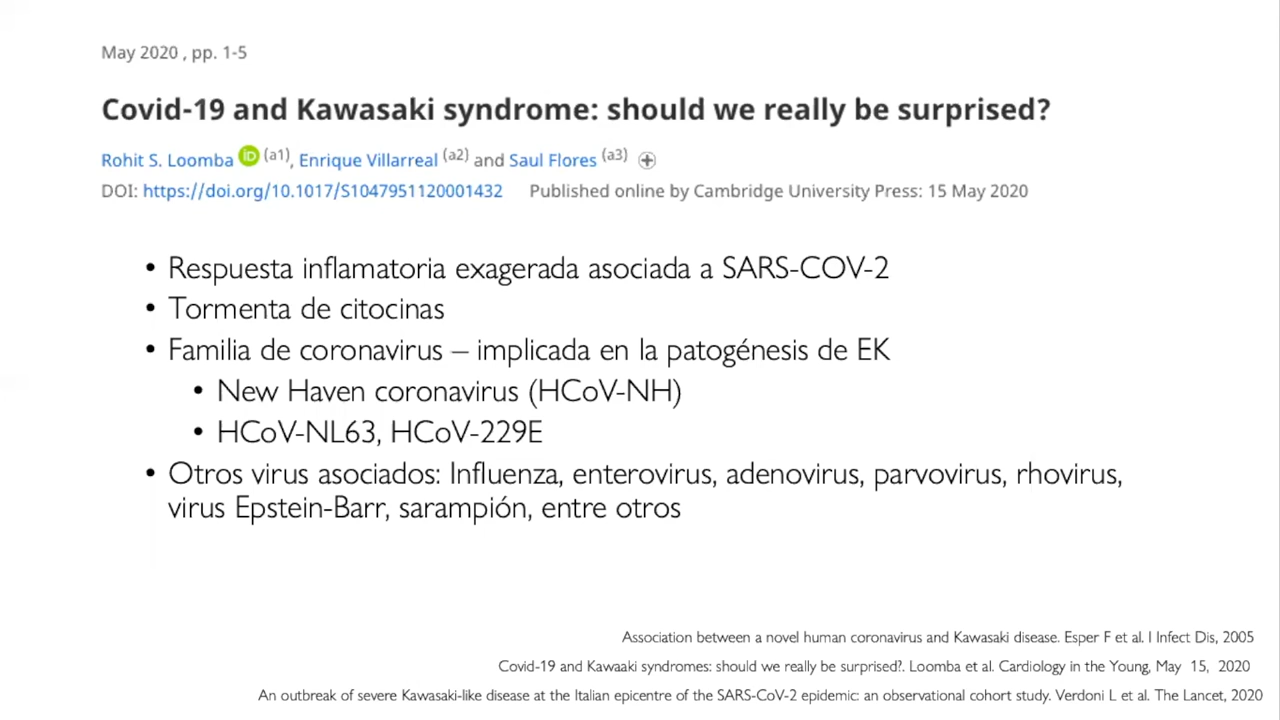 May 2020 , pp. 1-5
Covid-19 and Kawasaki syndrome: should we really be surprised?
Rohit S. Loomba iD (a1), Enrique Villarreal (a2) and Saul Flores (a3)
DOI: https://doi.org/10.1017/S1047951120001432 Published online by Cambridge University Press: 15 May 2020
• Respuesta inflamatoria exagerada asociada a SARS-COV-2
• Tormenta de citocinas
• Familia de coronavirus – implicada en la patogénesis de EK
• New Haven coronavirus (HCoV-NH)
• HCoV-NL63, HCoV-229E
• Otros virus asociados: Influenza, enterovirus, adenovirus, parvovirus, rhovirus,
virus Epstein-Barr, sarampión, entre otros
Association between a novel human coronavirus and Kawasaki disease. Esper F et al. I Infect Dis, 2005
Covid-19 and Kawaaki syndromes: should we really be surprised?. Loomba et al. Cardiology in the Young, May 15, 2020
An outbreak of severe Kawasaki-like disease at the Italian epicentre of the SARS-CoV-2 epidemic: an observational cohort study. Verdoni L et al. The Lancet, 2020